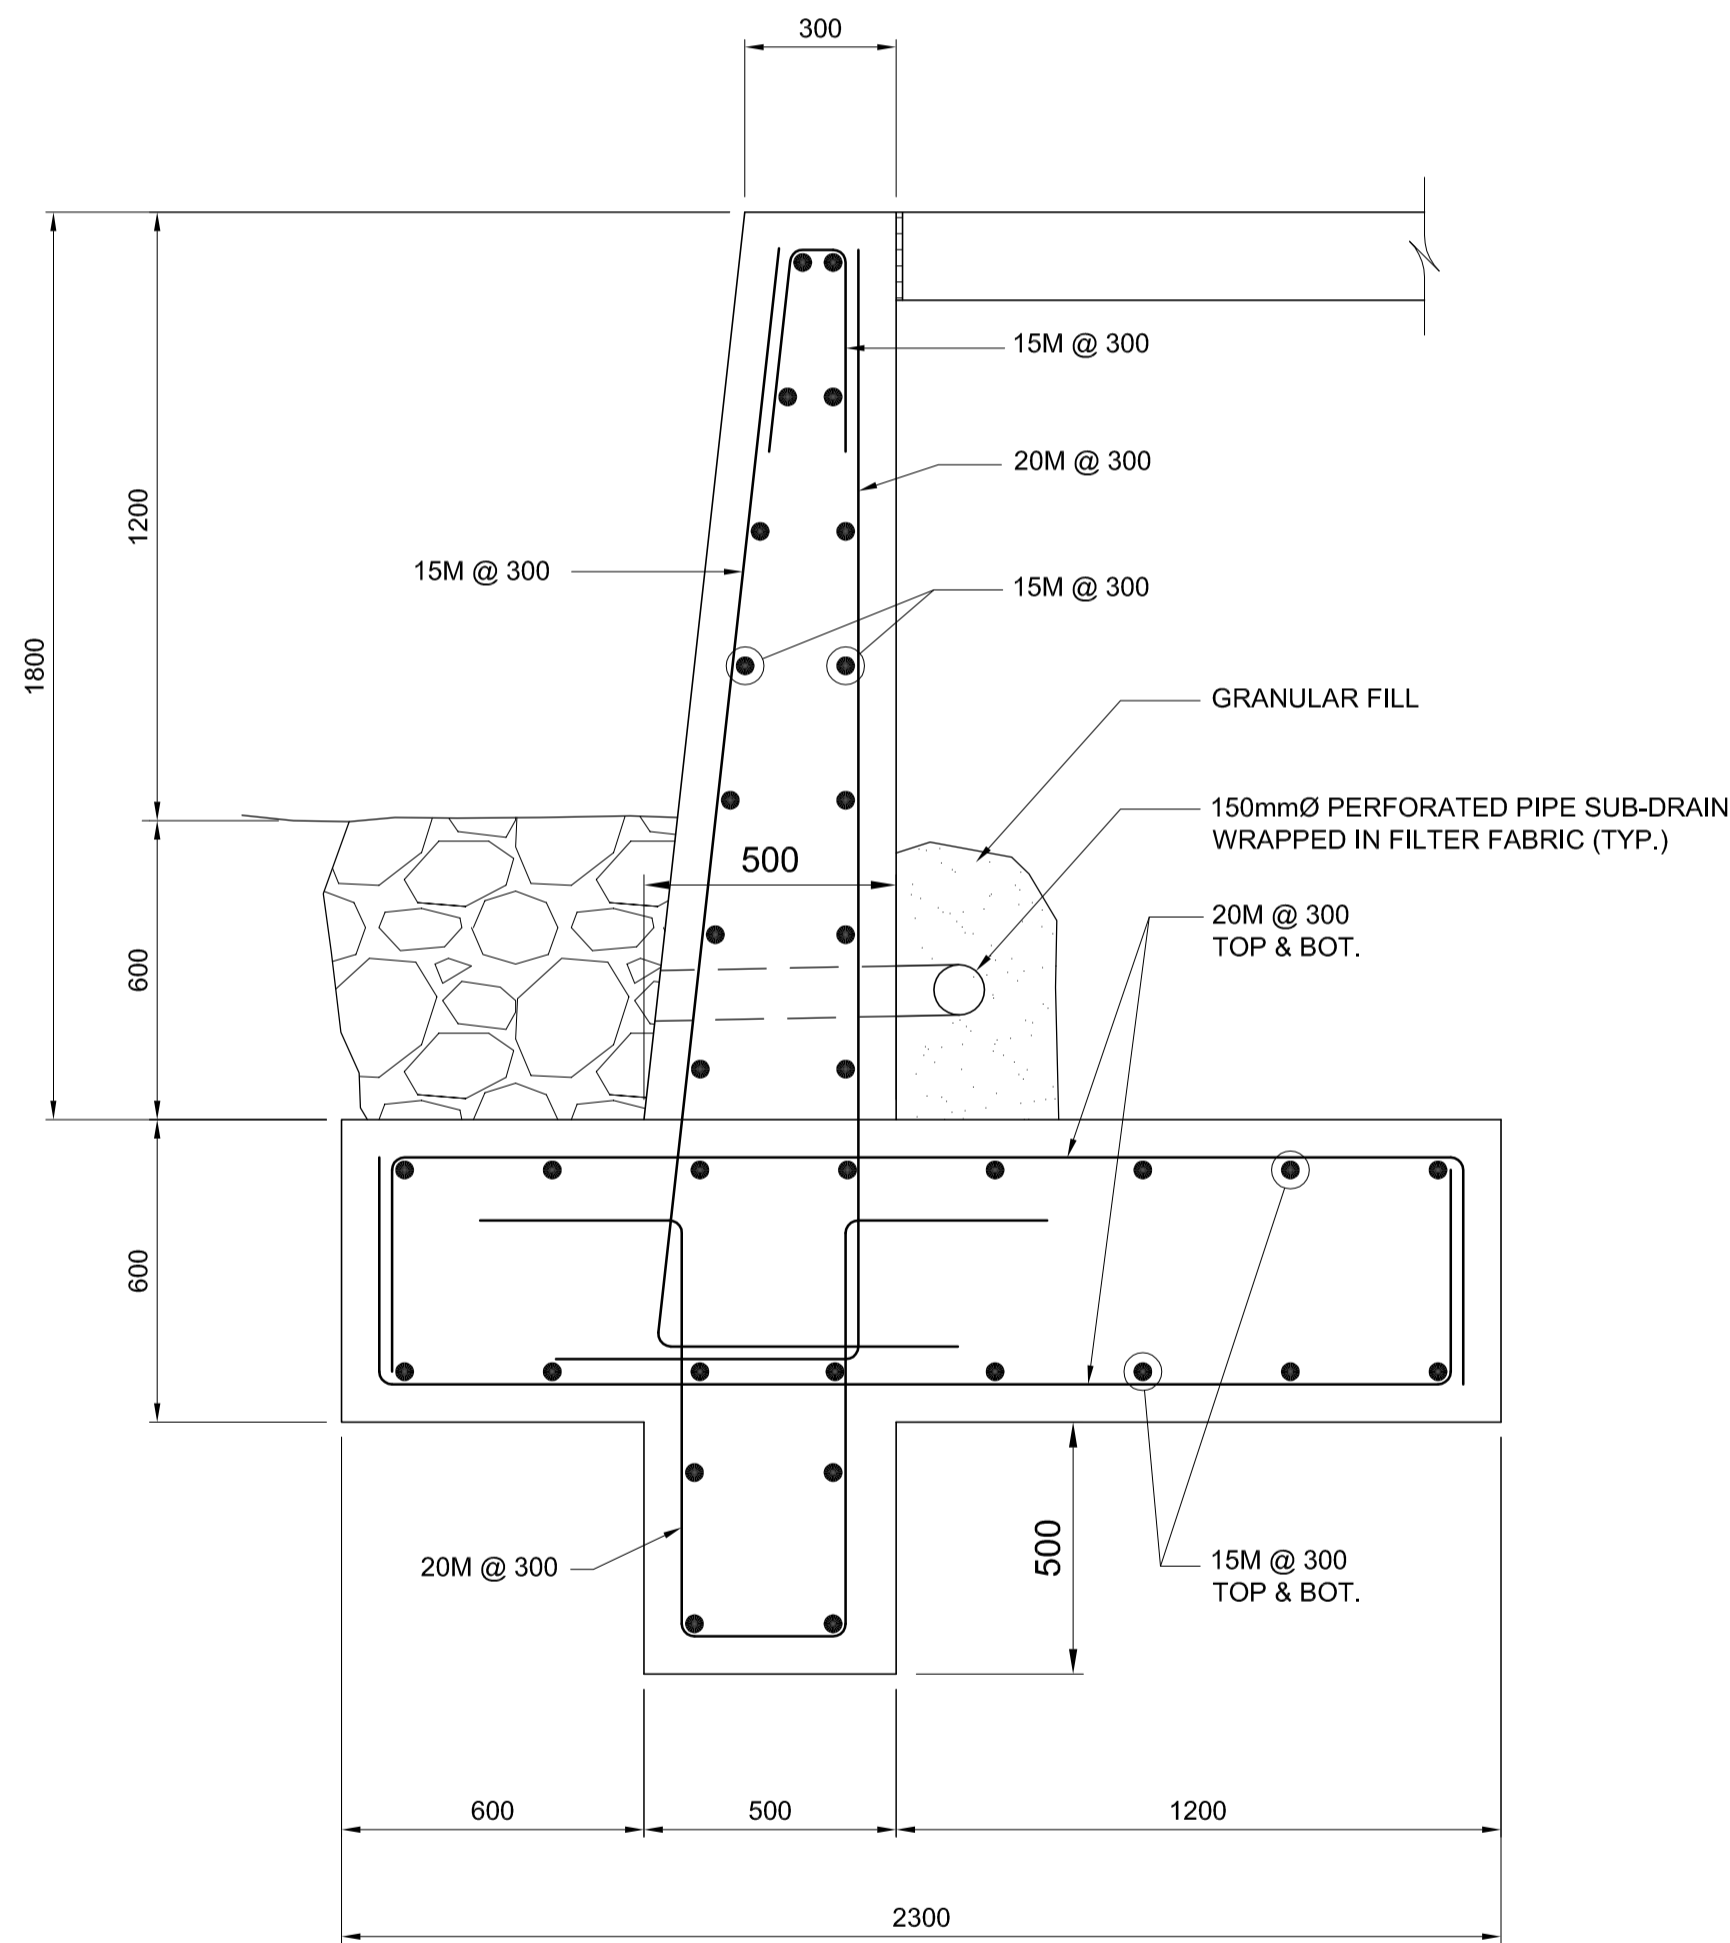 300
15M @ 300
20M @ 300
1200
15M @ 300
15M @ 300
1800
GRANULAR FILL
150mmØ PERFORATED PIPE SUB-DRAIN
WRAPPED IN FILTER FABRIC (TYP.)
500
20M @ 300
TOP & BOT.
600
600
500
20M @ 300
15M @ 300
TOP & BOT.
600
500
1200
2300